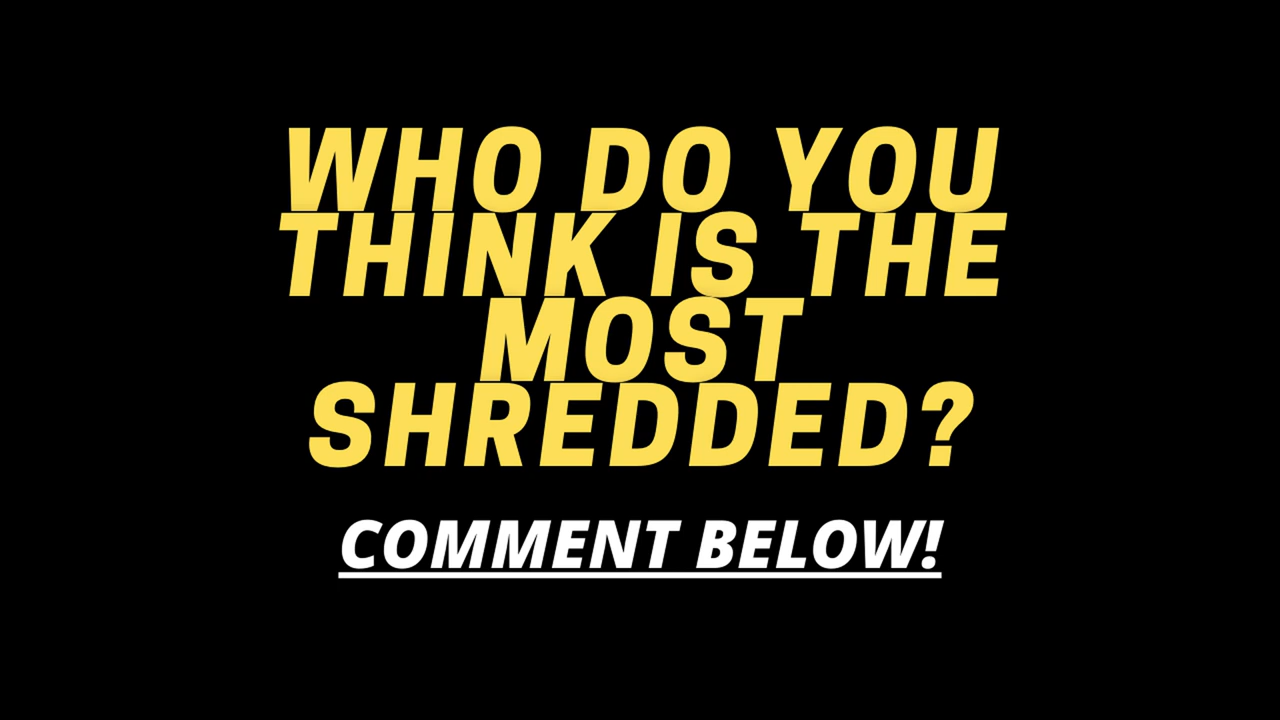 WHO DO YOU
THINK IS THE
MOST
SHREDDED?
COMMENT BELOW!